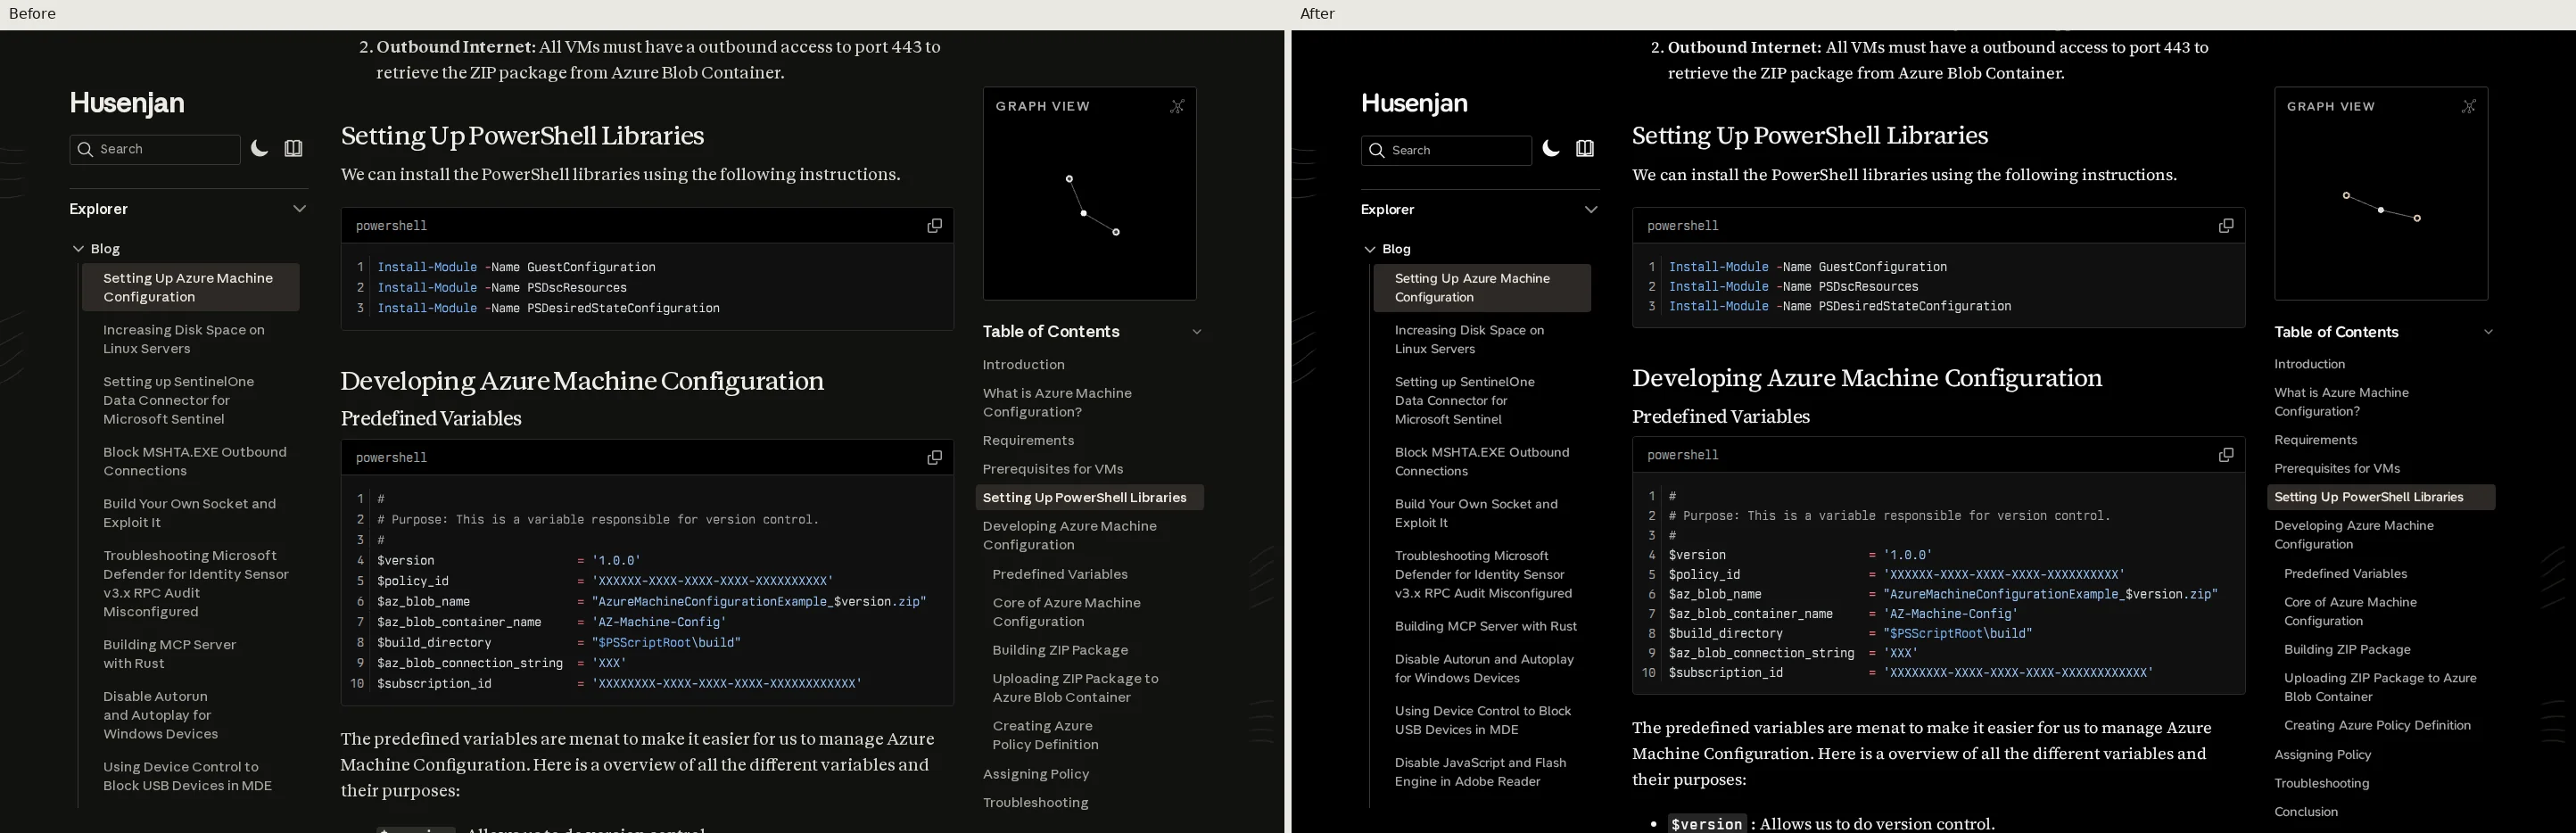 Before
2. Outbound Internet: All VMs must have a outbound access to port 443 to
retrieve the ZIP package from Azure Blob Container.
Husenjan
Search
Explorer
Blog
Setting Up Azure Machine
Configuration
Increasing Disk Space on
Linux Servers
Setting up SentinelOne
Data Connector for
Microsoft Sentinel
Block MSHTA.EXE Outbound
Connections
Build Your Own Socket and
Exploit It
Troubleshooting Microsoft
Defender for Identity Sensor
v3.x RPC Audit
Misconfigured
Building MCP Server
with Rust
Disable Autorun
and Autoplay for
Windows Devices
Using Device Control to
Block USB Devices in MDE
Setting Up PowerShell Libraries
We can install the PowerShell libraries using the following instructions.
powershell
1 Install-Module -Name GuestConfiguration
2 Install-Module -Name PSDscResources
3 Install-Module -Name PSDesiredStateConfiguration
Developing Azure Machine Configuration
Predefined Variables
powershell
1 #
2 # Purpose: This is a variable responsible for version control.
3 #
4 $version = '1.0.0'
5 $policy_id = 'XXXXXX-XXXX-XXXX-XXXX-XXXXXXXXXX'
6 $az_blob_name = "AzureMachineConfigurationExample_$version.zip"
7 $az_blob_container_name = 'AZ-Machine-Config'
8 $build_directory = "$PSScriptRoot\build"
9 $az_blob_connection_string = 'XXX'
10 $subscription_id = 'XXXXXXXX-XXXX-XXXX-XXXX-XXXXXXXXXXXX'
The predefined variables are menat to make it easier for us to manage Azure
Machine Configuration. Here is a overview of all the different variables and
their purposes:
GRAPH VIEW
Table of Contents
Introduction
What is Azure Machine
Configuration?
Requirements
Prerequisites for VMs
Setting Up PowerShell Libraries
Developing Azure Machine
Configuration
Predefined Variables
Core of Azure Machine
Configuration
Building ZIP Package
Uploading ZIP Package to
Azure Blob Container
Creating Azure
Policy Definition
Assigning Policy
Troubleshooting
After
2. Outbound Internet: All VMs must have a outbound access to port 443 to
retrieve the ZIP package from Azure Blob Container.
Husenjan
Search
Explorer
Blog
Setting Up Azure Machine
Configuration
Increasing Disk Space on
Linux Servers
Setting up SentinelOne
Data Connector for
Microsoft Sentinel
Block MSHTA.EXE Outbound
Connections
Build Your Own Socket and
Exploit It
Troubleshooting Microsoft
Defender for Identity Sensor
v3.x RPC Audit Misconfigured
Building MCP Server with Rust
Disable Autorun and Autoplay
for Windows Devices
Using Device Control to Block
USB Devices in MDE
Disable JavaScript and Flash
Engine in Adobe Reader
Setting Up PowerShell Libraries
We can install the PowerShell libraries using the following instructions.
powershell
1 Install-Module -Name GuestConfiguration
2 Install-Module -Name PSDscResources
3 Install-Module -Name PSDesiredStateConfiguration
Developing Azure Machine Configuration
Predefined Variables
powershell
1 #
2 # Purpose: This is a variable responsible for version control.
3 #
4 $version = '1.0.0'
5 $policy_id = 'XXXXXX-XXXX-XXXX-XXXX-XXXXXXXXXX'
6 $az_blob_name = "AzureMachineConfigurationExample_$version.zip"
7 $az_blob_container_name = 'AZ-Machine-Config'
8 $build_directory = "$PSScriptRoot\build"
9 $az_blob_connection_string = 'XXX'
10 $subscription_id = 'XXXXXXXX-XXXX-XXXX-XXXX-XXXXXXXXXXXX'
The predefined variables are menat to make it easier for us to manage Azure
Machine Configuration. Here is a overview of all the different variables and
their purposes:
• $version : Allows us to do version control.
GRAPH VIEW
Table of Contents
Introduction
What is Azure Machine
Configuration?
Requirements
Prerequisites for VMs
Setting Up PowerShell Libraries
Developing Azure Machine
Configuration
Predefined Variables
Core of Azure Machine
Configuration
Building ZIP Package
Uploading ZIP Package to Azure
Blob Container
Creating Azure Policy Definition
Assigning Policy
Troubleshooting
Conclusion